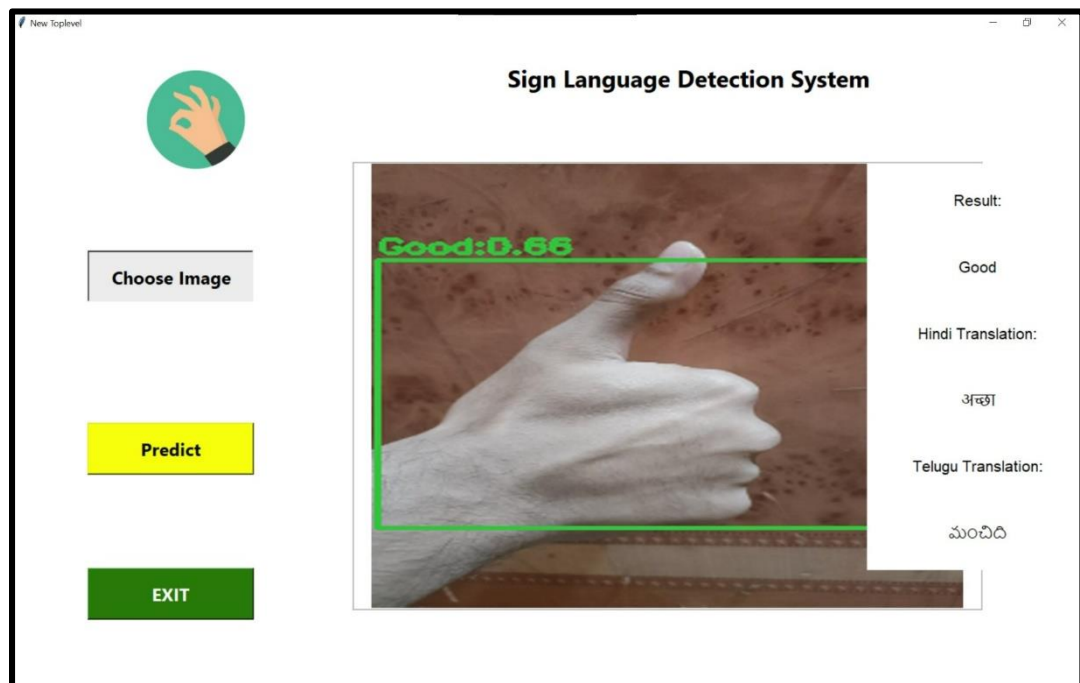 New Toplevel
Sign Language Detection System
Choose Image
Predict
EXIT
Good:0.66
Result:
Good
Hindi Translation:
अच्छा
Telugu Translation:
మంచిది